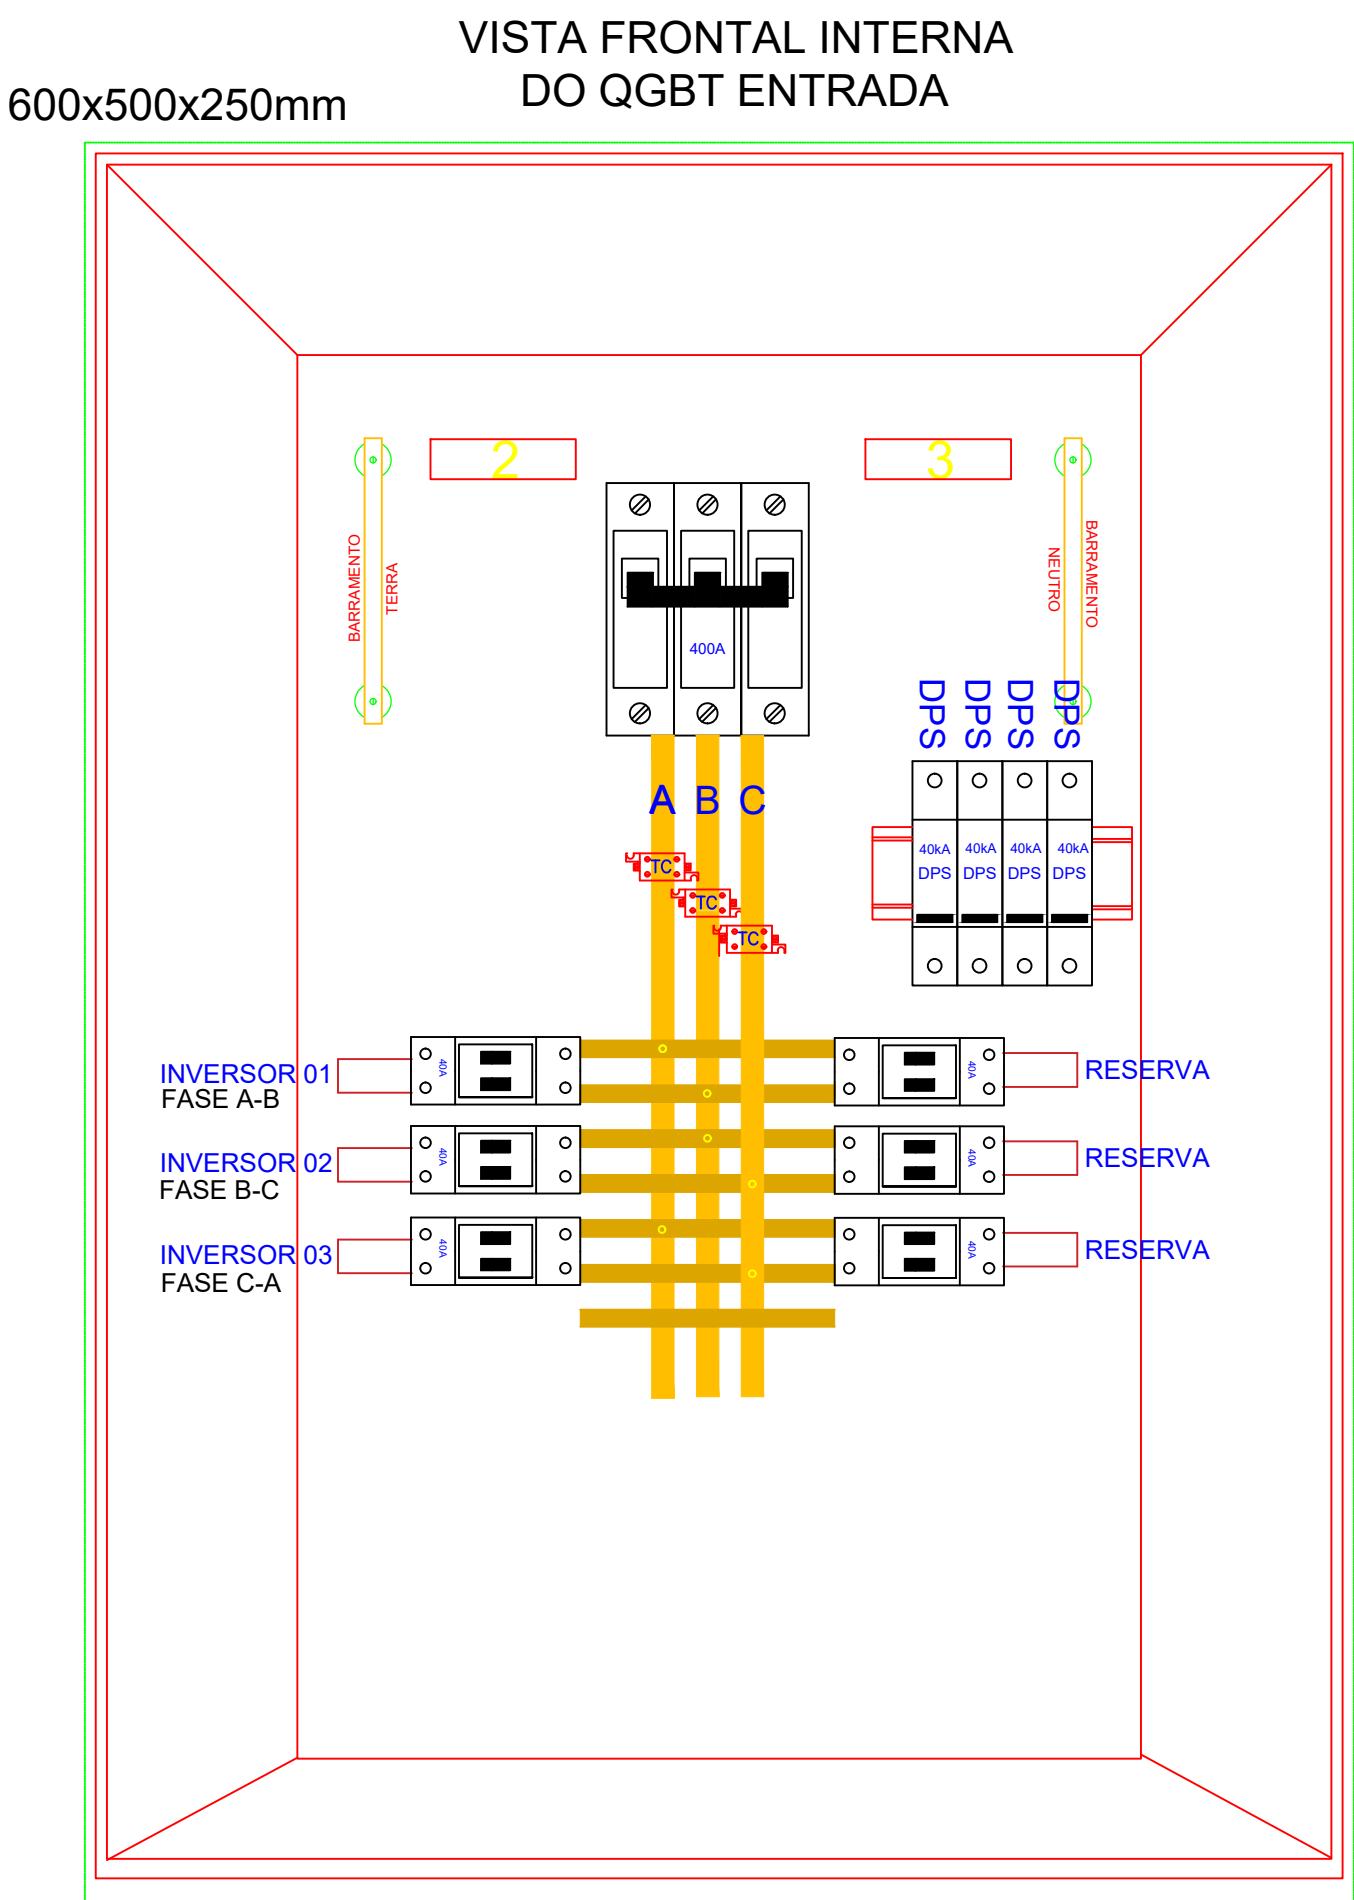 VISTA FRONTAL INTERNA
DO QGBT ENTRADA
600x500x250mm
2
3
BARRAMENTO
TERRA
NEUTRO
BARRAMENTO
400A
DPS DPS DPS DPS
A B C
40kA 40kA 40kA 40kA
DPS DPS DPS DPS
TC
TC
TC
INVERSOR 01
FASE A-B
40A
40A
RESERVA
INVERSOR 02
FASE B-C
40A
40A
RESERVA
INVERSOR 03
FASE C-A
40A
40A
RESERVA